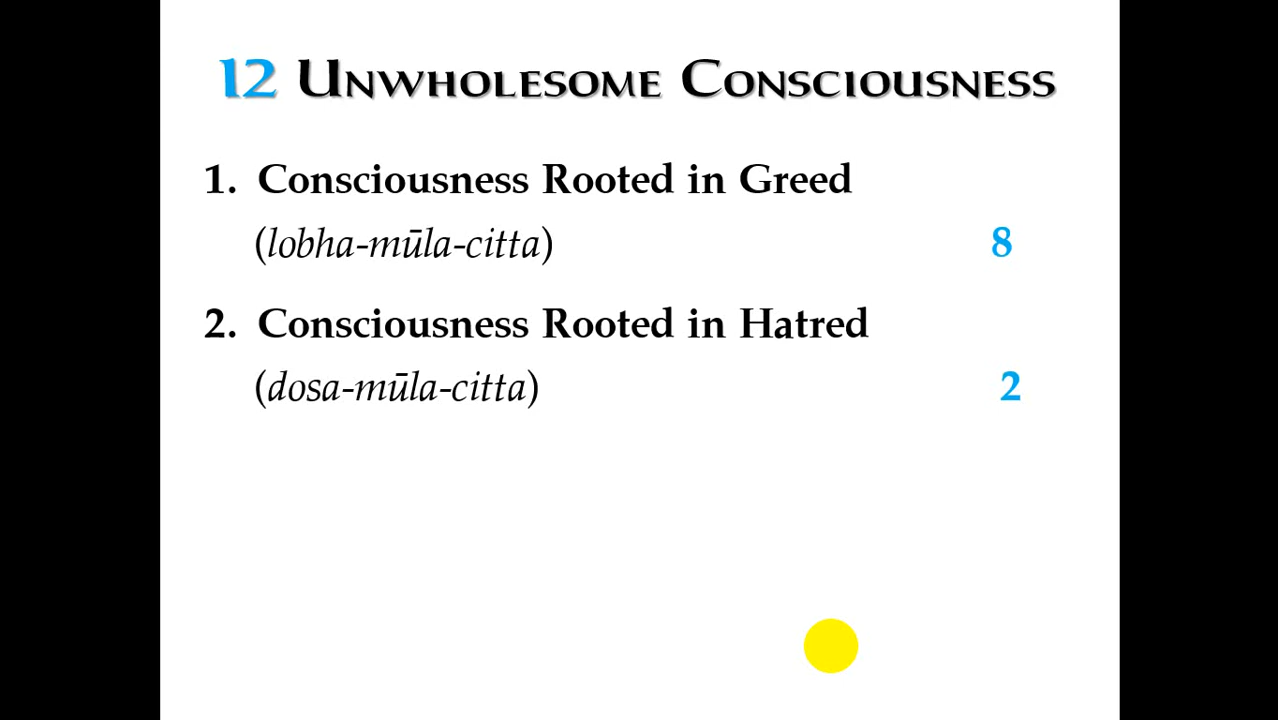 12 Unwholesome Consciousness
1. Consciousness Rooted in Greed
(lobha-mūla-citta) 8
2. Consciousness Rooted in Hatred
(dosa-mūla-citta) 2